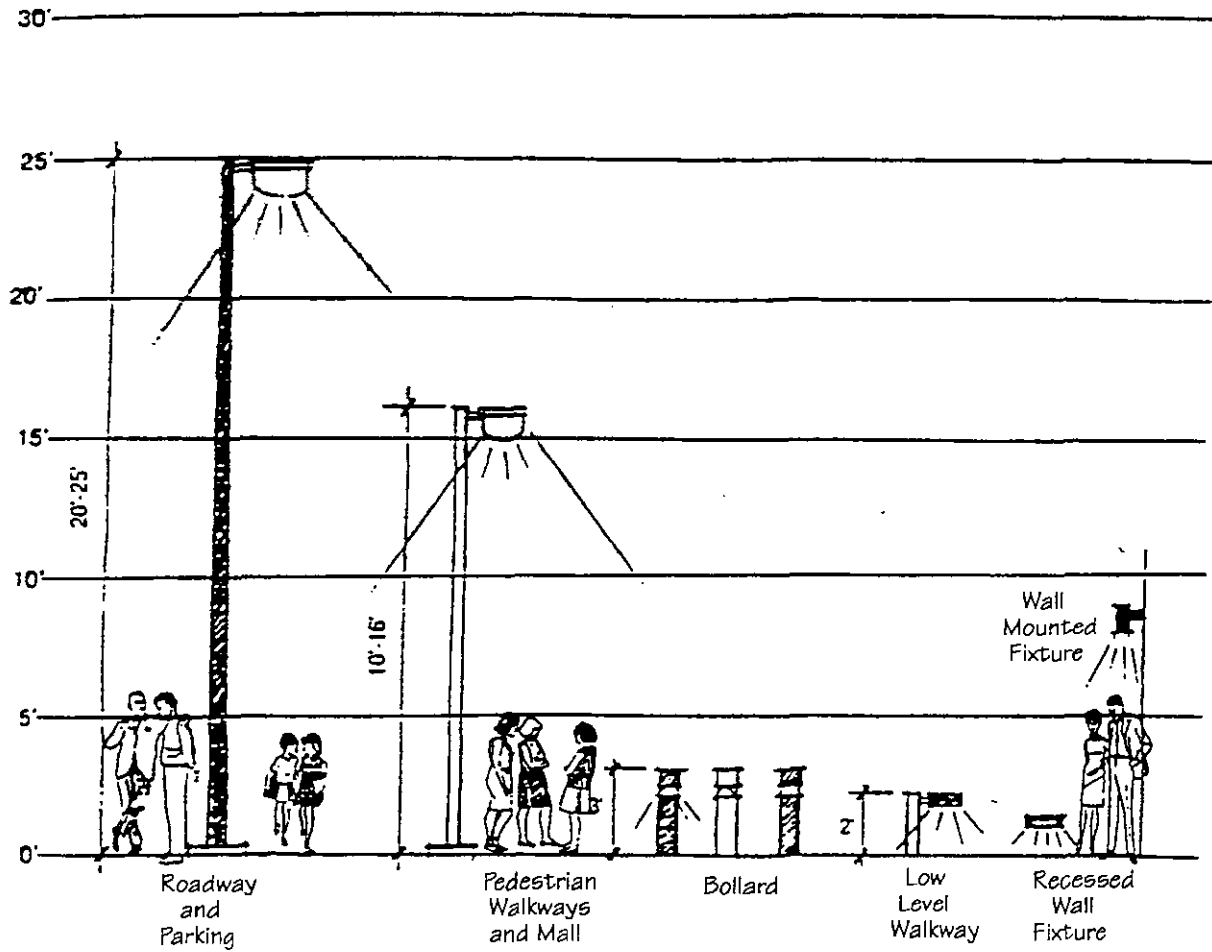 30'
25'
20'
15'
10'
5'
0'
20'-25'
10'-16'
3'
2'
Wall
Mounted
Fixture
Roadway
and
Parking
Pedestrian
Walkways
and Mall
Bollard
Low
Level
Walkway
Recessed
Wall
Fixture